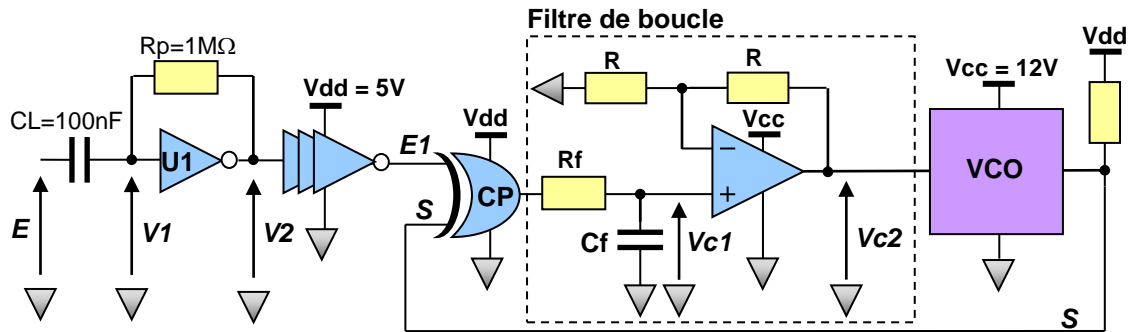 Filtre de boucle
Rp=1MΩ
R
R
Vdd
Vdd = 5V
Vcc = 12V
CL=100nF
Vdd
Vcc
E1
U1
Rf
−
+
CP
VCO
S
E
V1
V2
Cf
Vc1
Vc2
S